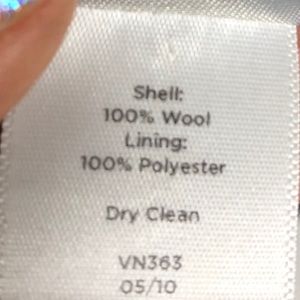 Shell:
100% Wool
Lining:
100% Polyester
Dry Clean
VN363
05/10